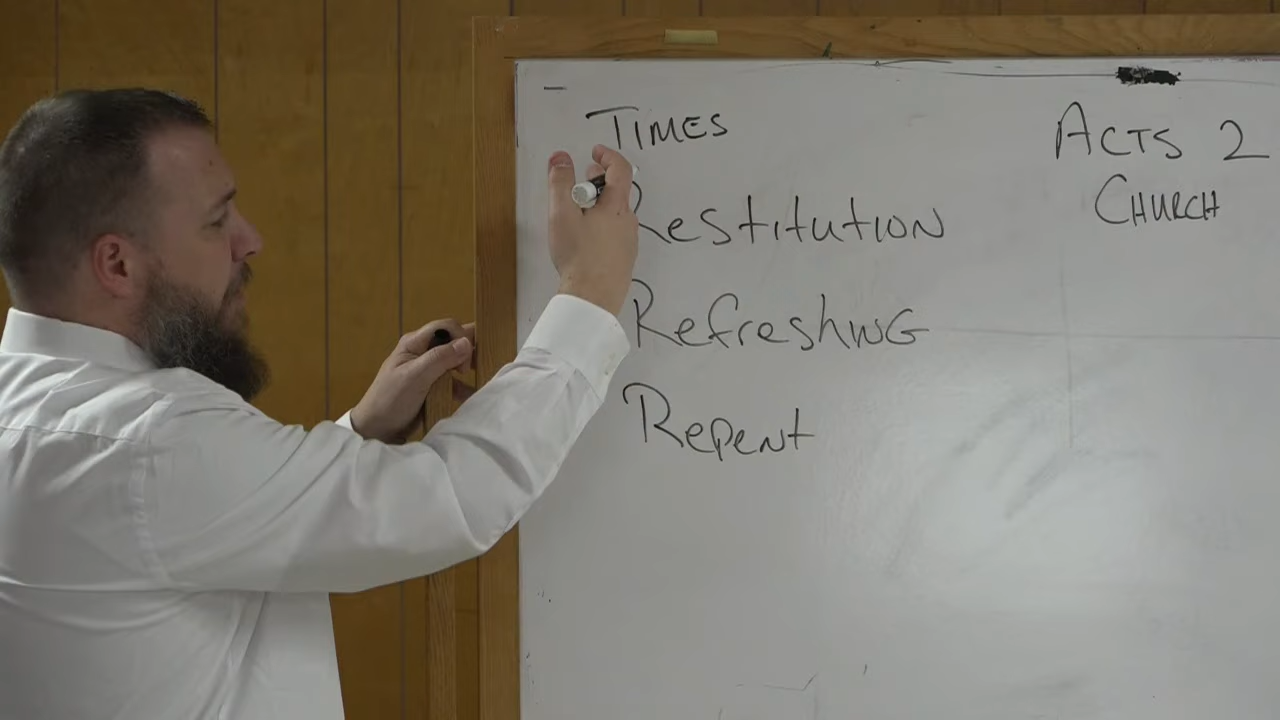 Times
Restitution
Refreshing
Repent
Acts 2
Church